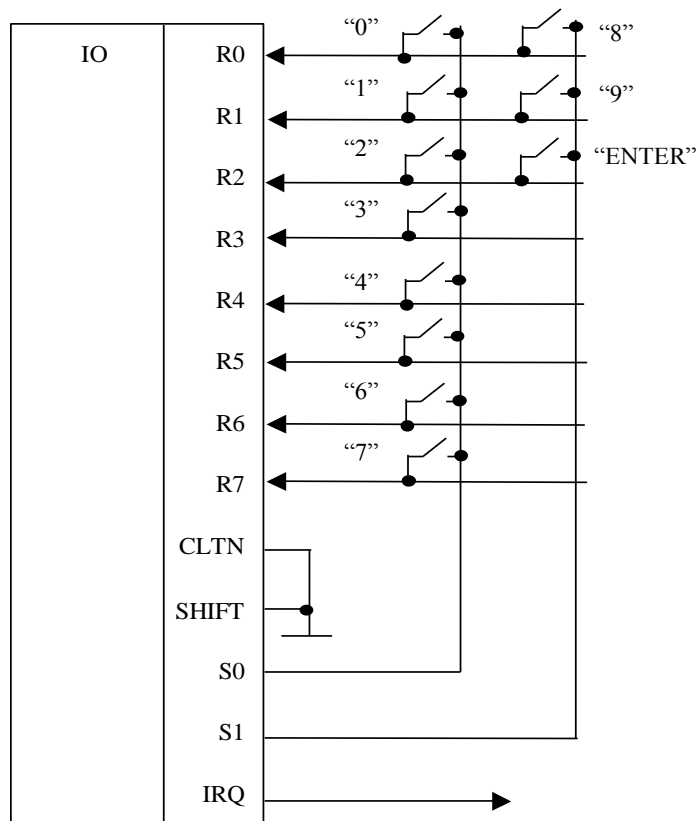 “0”
“8”
IO
R0
“1”
“9”
R1
“2”
“ENTER”
R2
“3”
R3
“4”
R4
“5”
R5
“6”
R6
“7”
R7
CLTN
SHIFT
S0
S1
IRQ